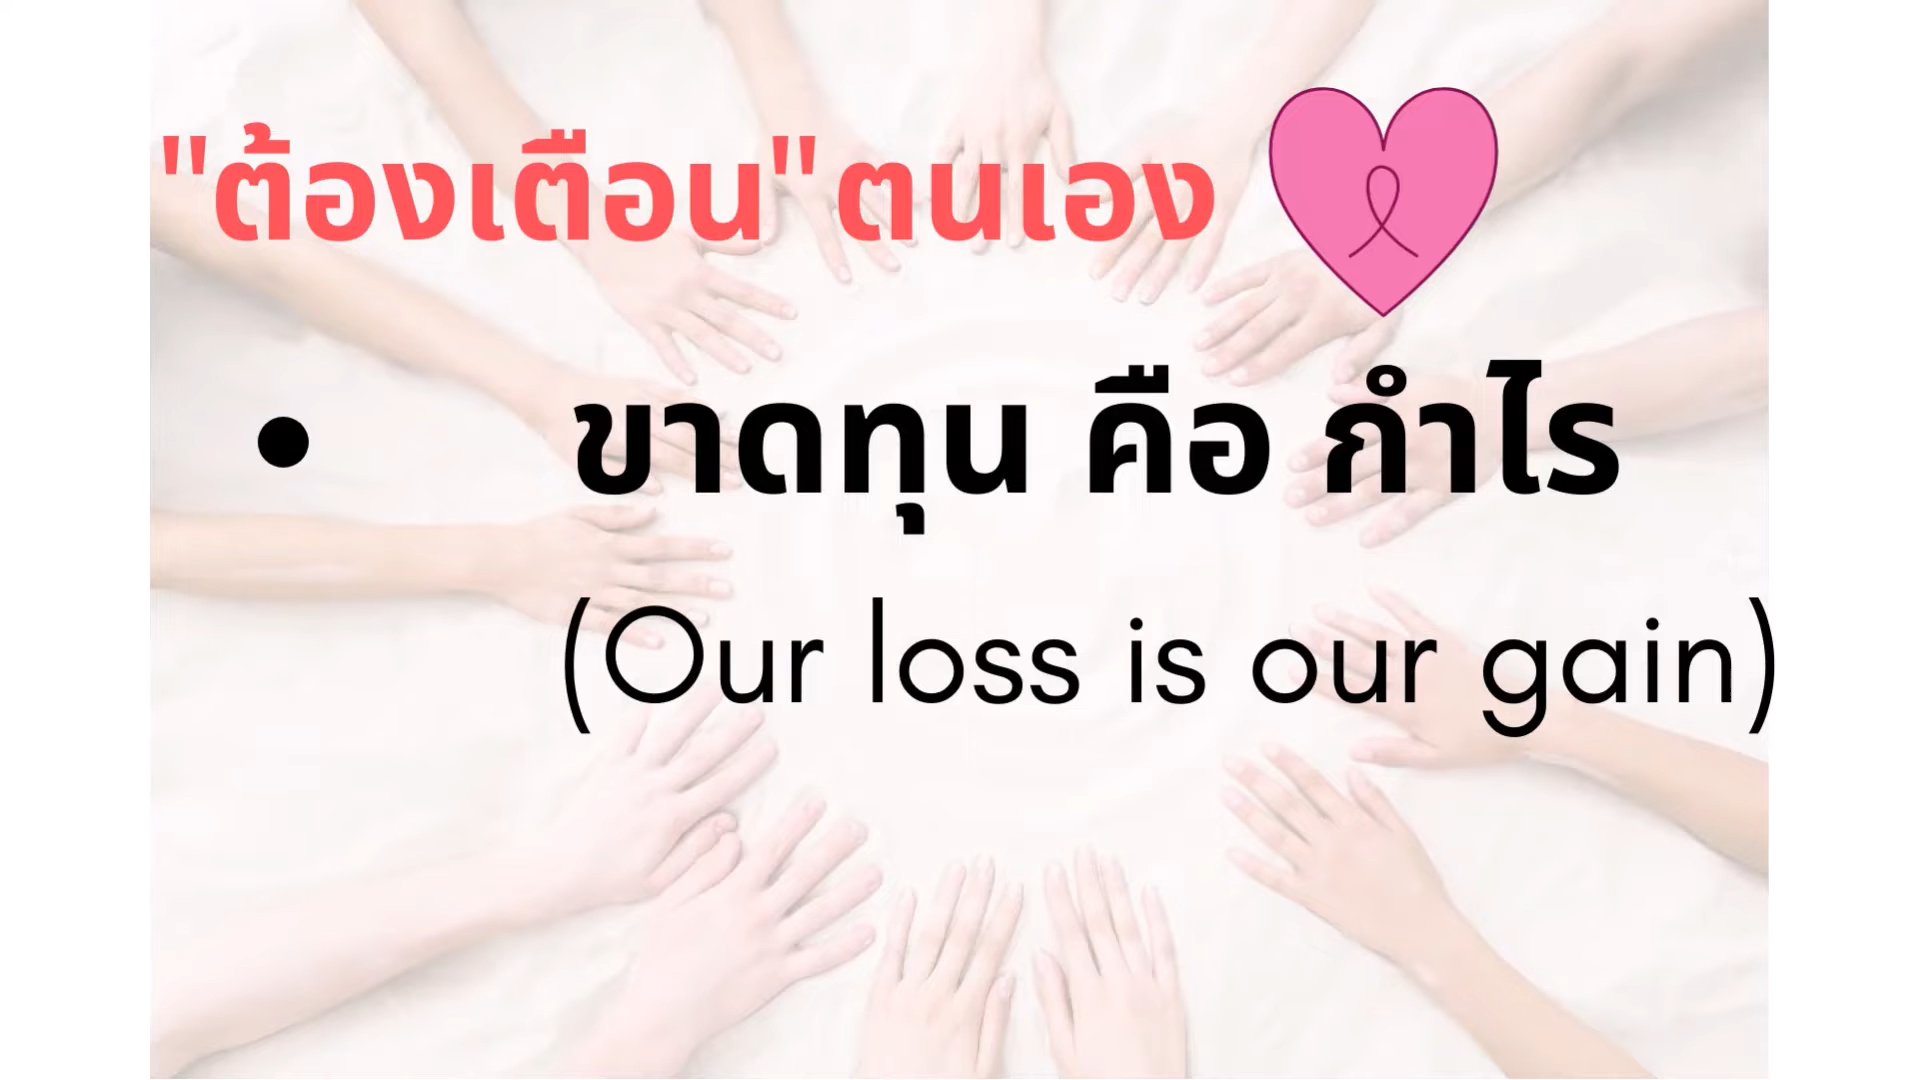 "ต้องเตือน"ตนเอง
• ขาดทุน คือ กำไร
(Our loss is our gain)